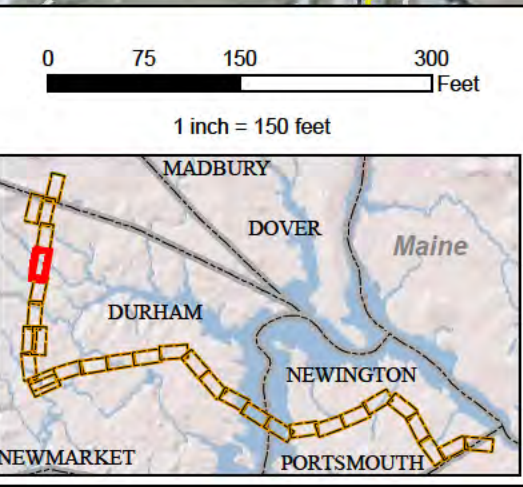 0 75 150 300
Feet
1 inch = 150 feet
MADBURY
DOVER
Maine
DURHAM
NEWINGTON
NEWMARKET
PORTSMOUTH